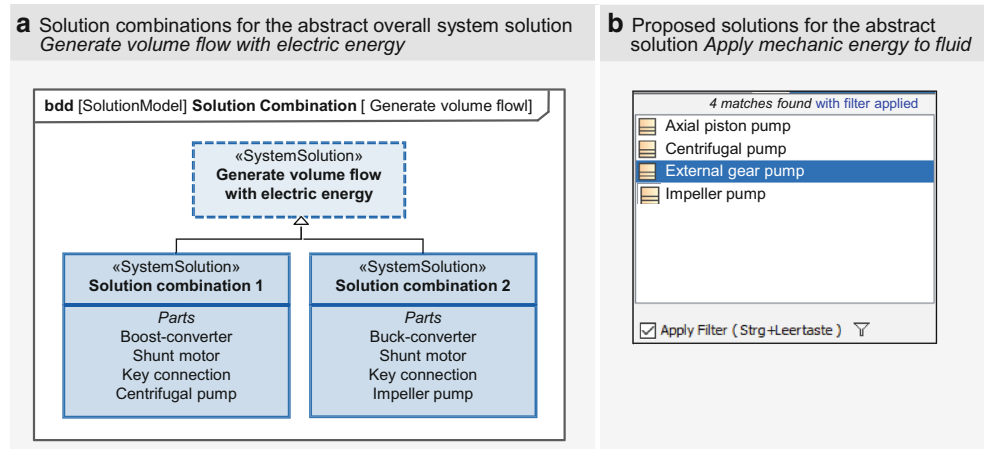 a Solution combinations for the abstract overall system solution
Generate volume flow with electric energy
bdd [SolutionModel] Solution Combination [ Generate volume flowl]
«SystemSolution»
Generate volume flow
with electric energy
«SystemSolution»
Solution combination 1
Parts
Boost-converter
Shunt motor
Key connection
Centrifugal pump
«SystemSolution»
Solution combination 2
Parts
Buck-converter
Shunt motor
Key connection
Impeller pump
b Proposed solutions for the abstract
solution Apply mechanic energy to fluid
4 matches found with filter applied
Axial piston pump
Centrifugal pump
External gear pump
Impeller pump
Apply Filter ( Strg+Leertaste )